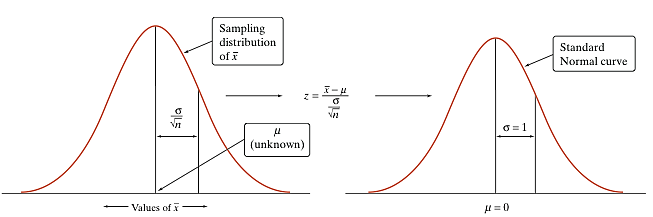 Sampling
distribution
of x̄
σ
√n
μ
(unknown)
Values of x̄
z = x̄ − μ
σ
√n
Standard
Normal curve
σ = 1
μ = 0